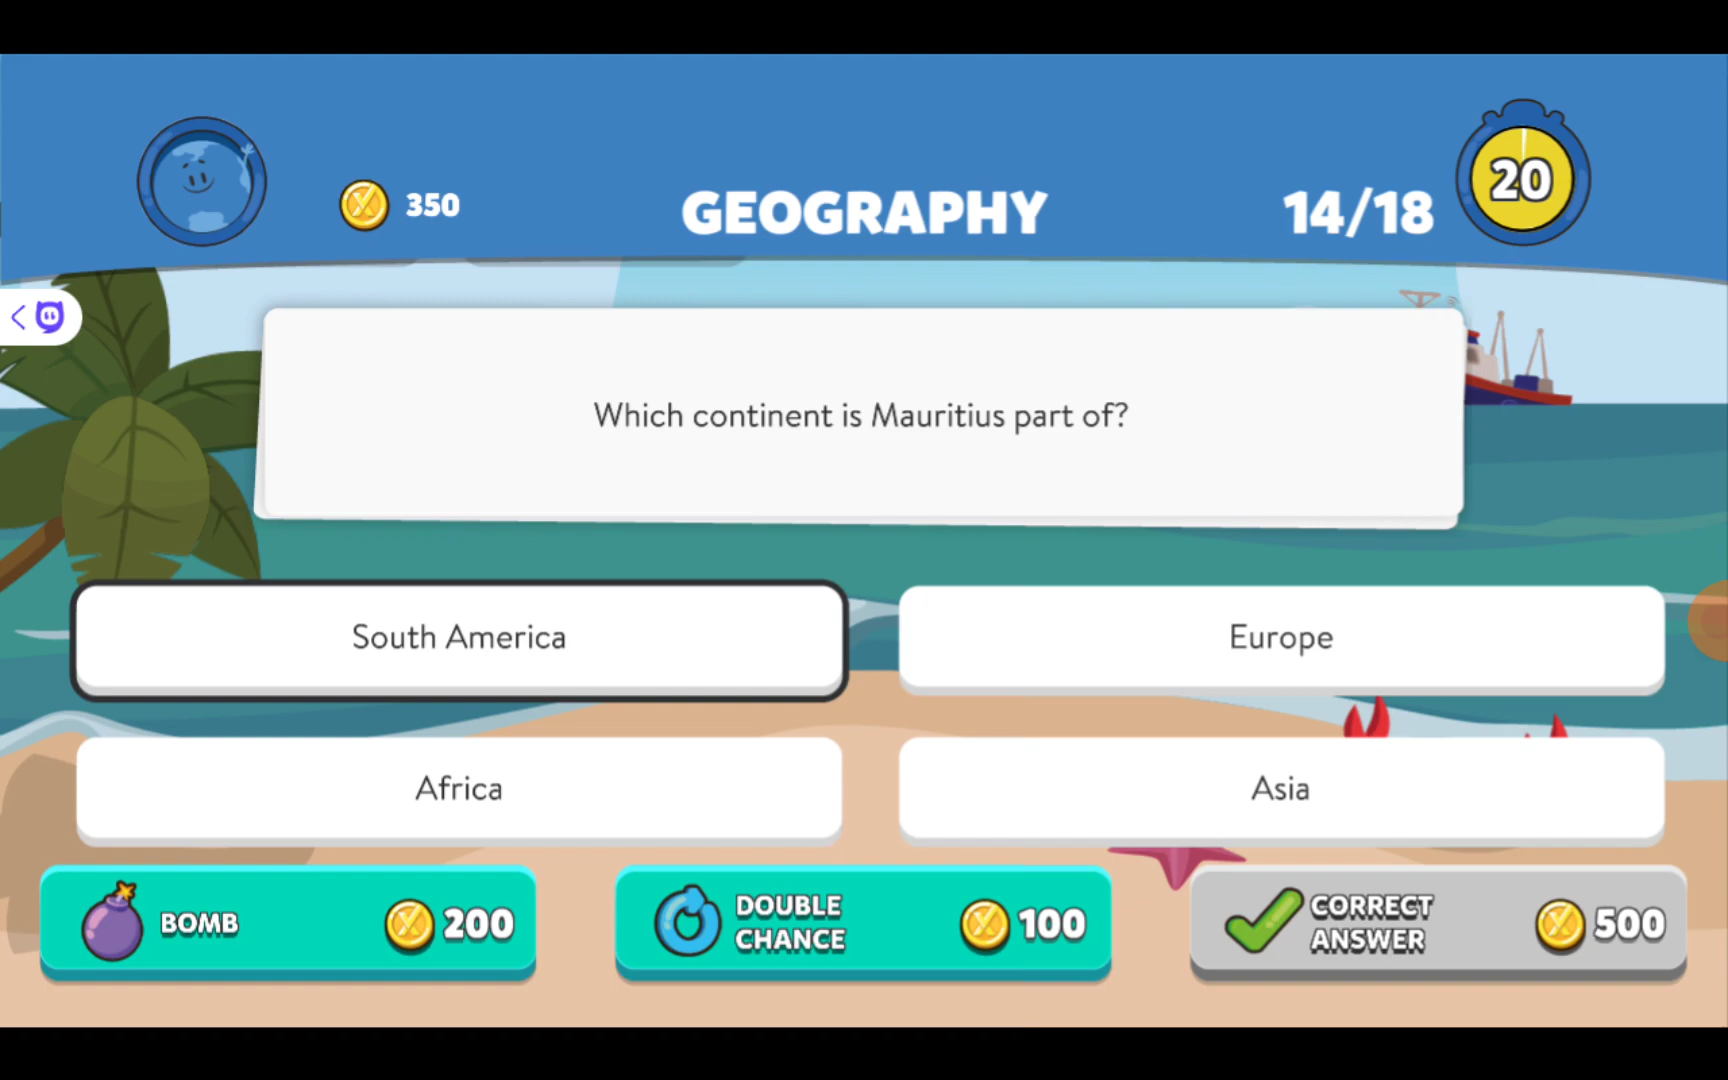 350
GEOGRAPHY
14/18
20
Which continent is Mauritius part of?
South America
Europe
Africa
Asia
BOMB
200
DOUBLE
CHANCE
100
CORRECT
ANSWER
500